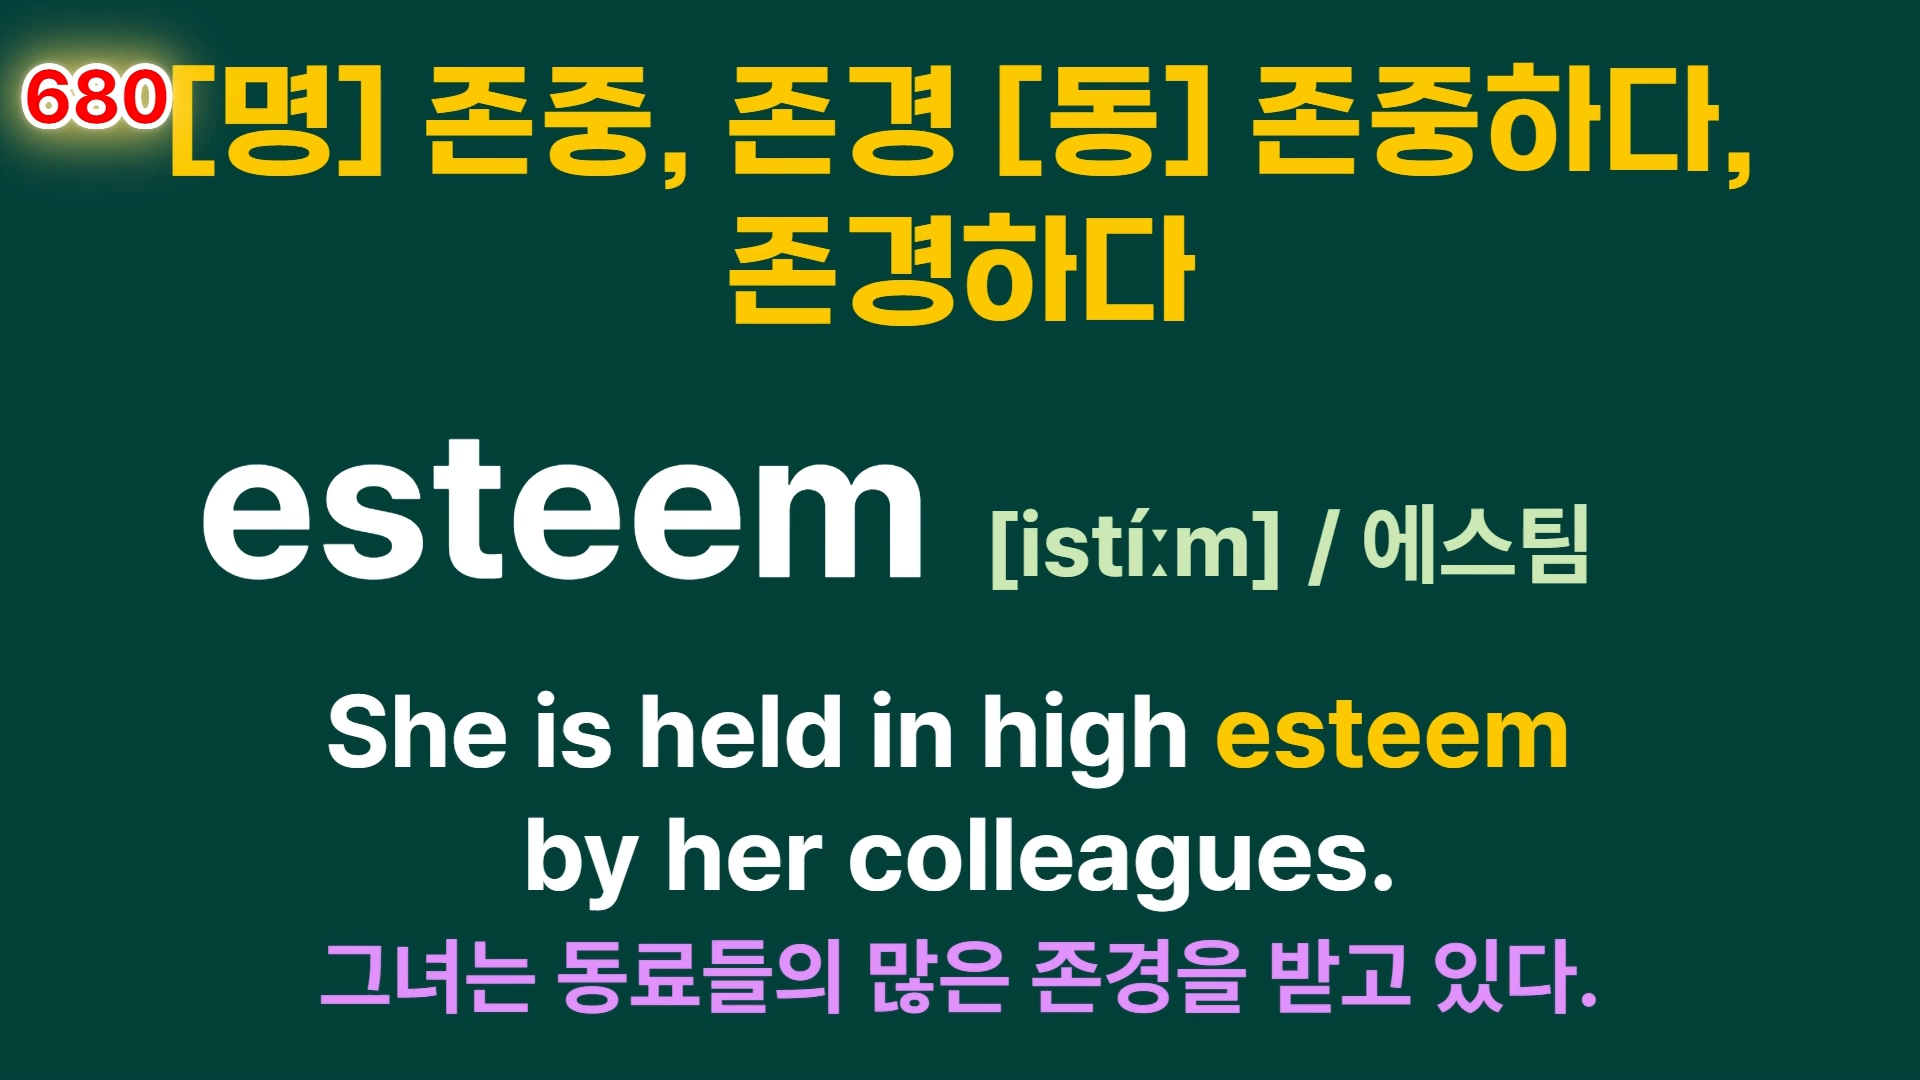 680
[명] 존중, 존경 [동] 존중하다,
존경하다
esteem [istíːm] / 에스팀
She is held in high esteem
by her colleagues.
그녀는 동료들의 많은 존경을 받고 있다.